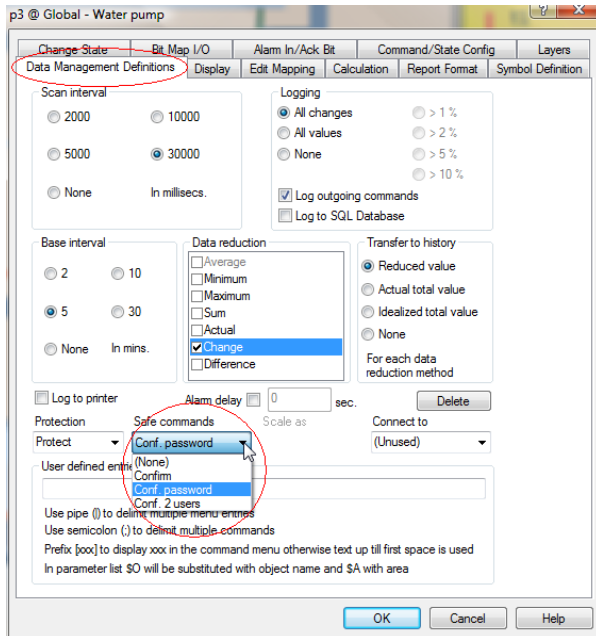 p3 @ Global - Water pump
?
Change State
Bit Map I/O
Alarm In/Ack Bit
Command/State Config
Layers
Data Management Definitions
Display
Edit Mapping
Calculation
Report Format
Symbol Definition
Scan interval
2000
10000
5000
30000
None
In millisecs.
Logging
All changes
> 1 %
All values
> 2 %
None
> 5 %
> 10 %
Log outgoing commands
Log to SQL Database
Base interval
2
10
5
30
None
In mins.
Data reduction
Average
Minimum
Maximum
Sum
Actual
Change
Difference
Transfer to history
Reduced value
Actual total value
Idealized total value
None
For each data
reduction method
Log to printer
Alarm delay
0
sec.
Delete
Protection
Safe commands
Scale as
Connect to
Protect
Conf. password
(Unused)
(None)
Confirm
Conf. password
Conf. 2 users
User defined entrie
Use pipe (|) to delimit multiple menu entries
Use semicolon (;) to delimit multiple commands
Prefix [xxx] to display xxx in the command menu otherwise text up till first space is used
In parameter list $O will be substituted with object name and $A with area
OK
Cancel
Help